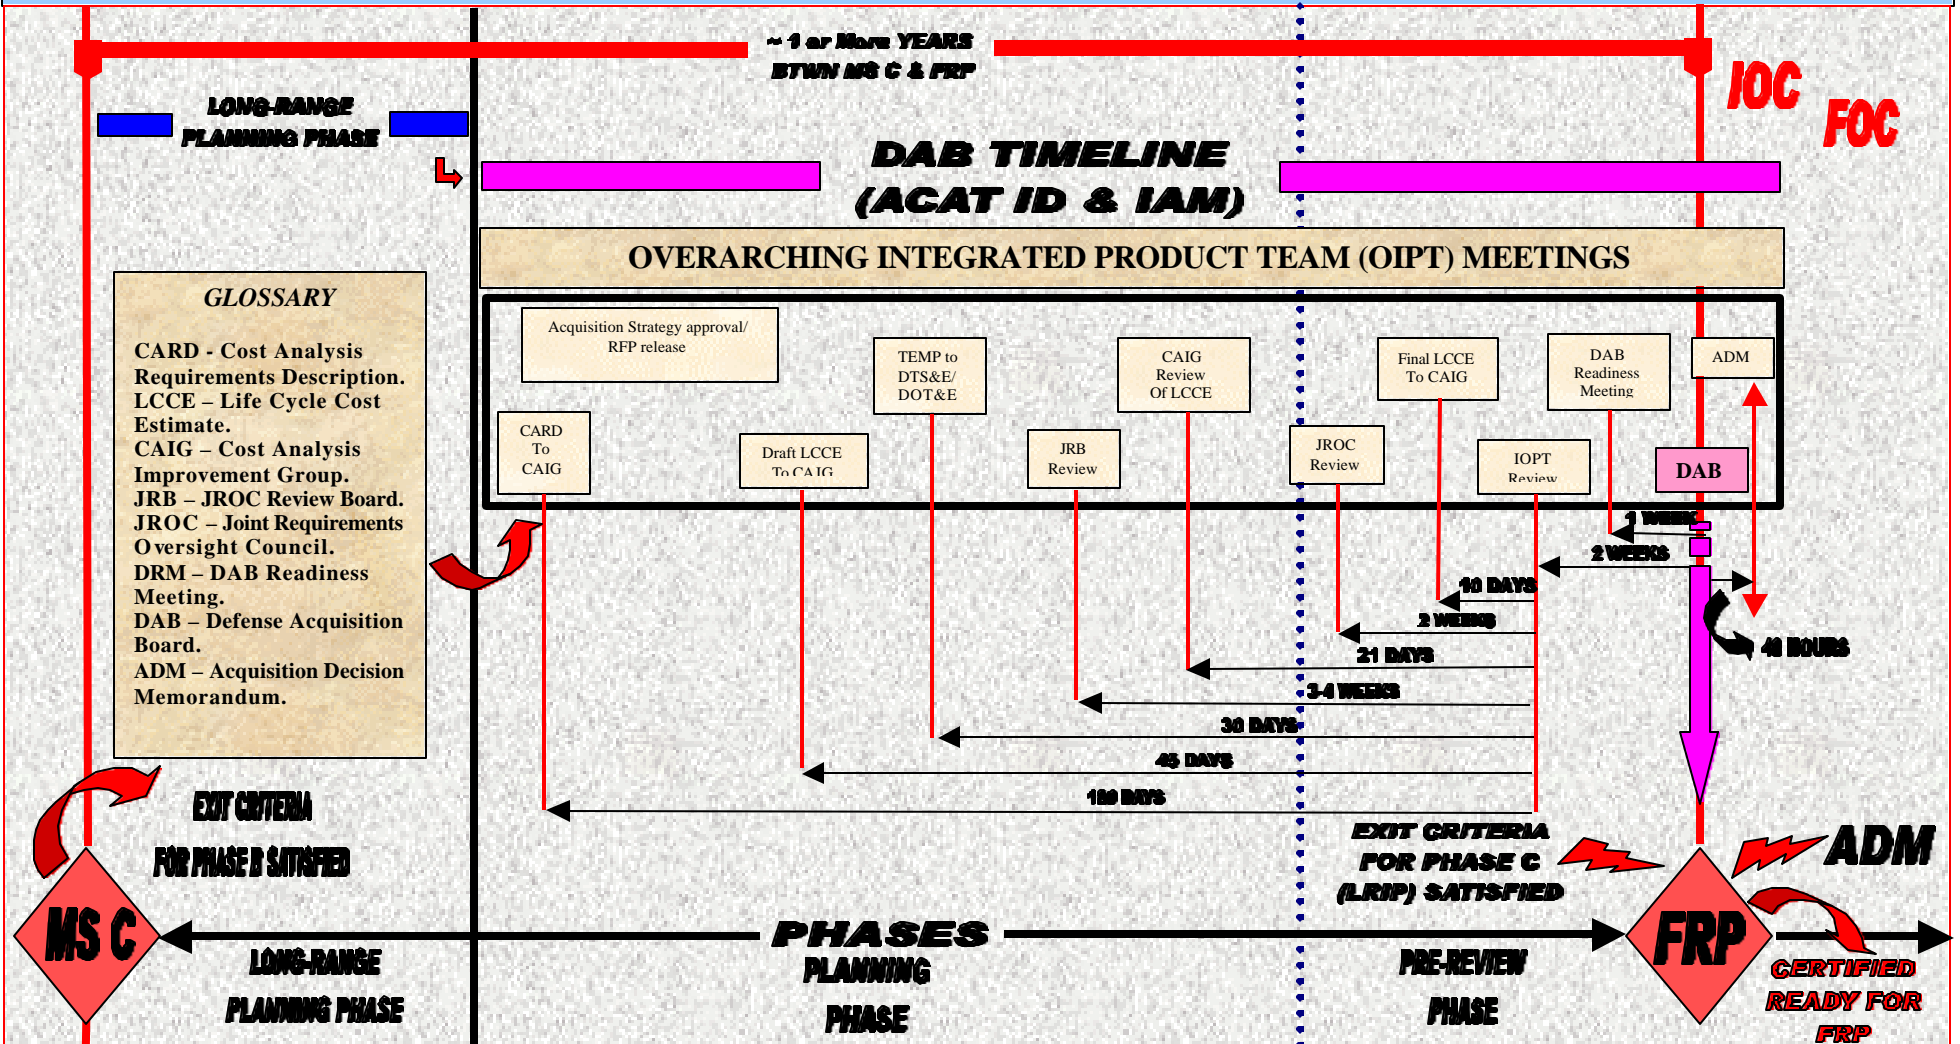 ~ 1 or More YEARS
BTWN MS C & FRP
IOC
FOC
LONG-RANGE
PLANNING PHASE
DAB TIMELINE
(ACAT ID & IAM)
OVERARCHING INTEGRATED PRODUCT TEAM (OIPT) MEETINGS
GLOSSARY
CARD - Cost Analysis
Requirements Description.
LCCE – Life Cycle Cost
Estimate.
CAIG – Cost Analysis
Improvement Group.
JRB – JROC Review Board.
JROC – Joint Requirements
Oversight Council.
DRM – DAB Readiness
Meeting.
DAB – Defense Acquisition
Board.
ADM – Acquisition Decision
Memorandum.
Acquisition Strategy approval/
RFP release
CARD
To
CAIG
Draft LCCE
To CAIG
TEMP to
DTS&E/
DOT&E
JRB
Review
CAIG
Review
Of LCCE
JROC
Review
Final LCCE
To CAIG
IOPT
Review
DAB
Readiness
Meeting
ADM
DAB
1 WEEK
2 WEEKS
10 DAYS
2 WEEKS
21 DAYS
3-4 WEEKS
30 DAYS
45 DAYS
180 DAYS
48 HOURS
EXIT CRITERIA
FOR PHASE B SATISFIED
EXIT CRITERIA
FOR PHASE C
(LRIP) SATISFIED
ADM
MS C
FRP
PHASES
LONG-RANGE
PLANNING PHASE
PLANNING
PHASE
PRE-REVIEW
PHASE
CERTIFIED
READY FOR
FRP